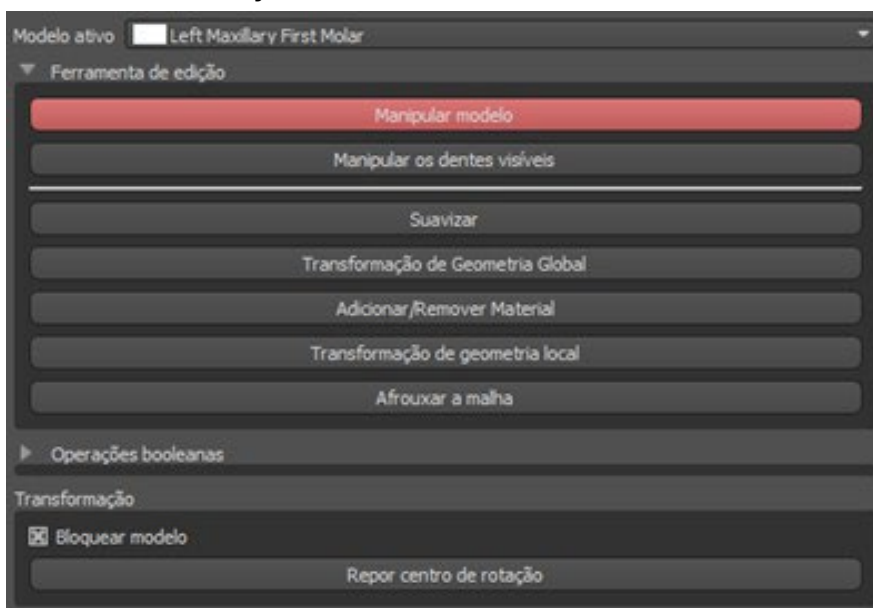 Modelo ativo Left Maxillary First Molar
Ferramenta de edição
Manipular modelo
Manipular os dentes visíveis
Suavizar
Transformação de Geometria Global
Adicionar/Remover Material
Transformação de geometria local
Afrouxar a malha
Operações booleanas
Transformação
Bloquear modelo
Repor centro de rotação